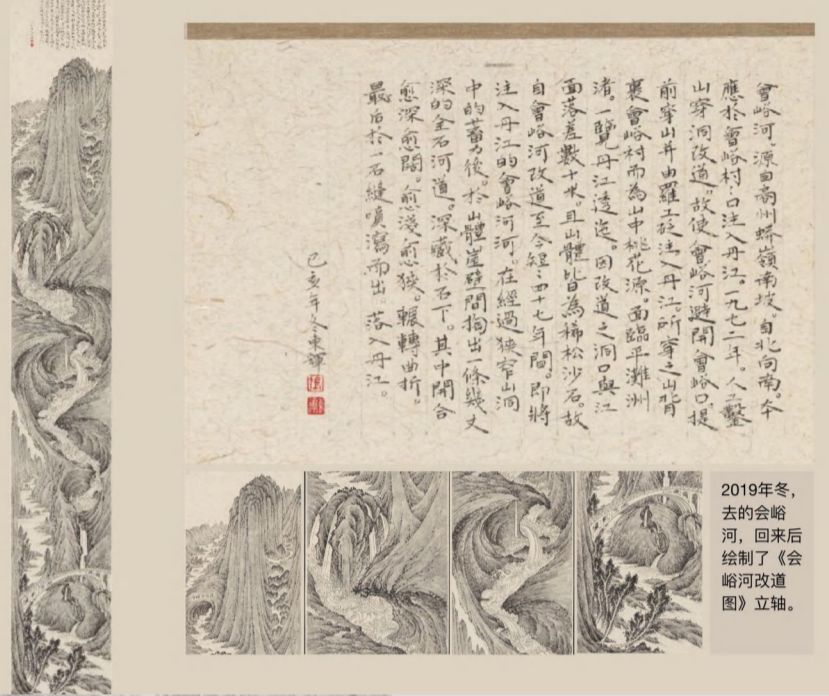 會峪河。源自商州蟒嶺南坡。自北向南。本
應於會峪村口注入丹江。一九七二年。人工鑿
山穿洞改道。故使會峪河避開會峪口。提
前穿山并由羅工砭注入丹江。所穿之山背
裏會峪村而為山中桃花源。面臨平灘洲
渚。一覽丹江逶迤。因改道之洞口與江
面落差數十米。且山體皆為稀松沙石。故
自會峪河改道至今短〻四十七年間。即將
注入丹江的會峪河河。在經過狹窄山洞
中的蓄力後。於山體崖壁間掏出一條幾丈
深的全石河道。深藏於石下。其中開合
愈深愈闊。愈淺愈狹。輾轉曲折。
最后於一石縫噴瀉而出。落入丹江。
己亥年冬東輝
2019年冬，
去的会峪
河，回来后
绘制了《会
峪河改道
图》立轴。